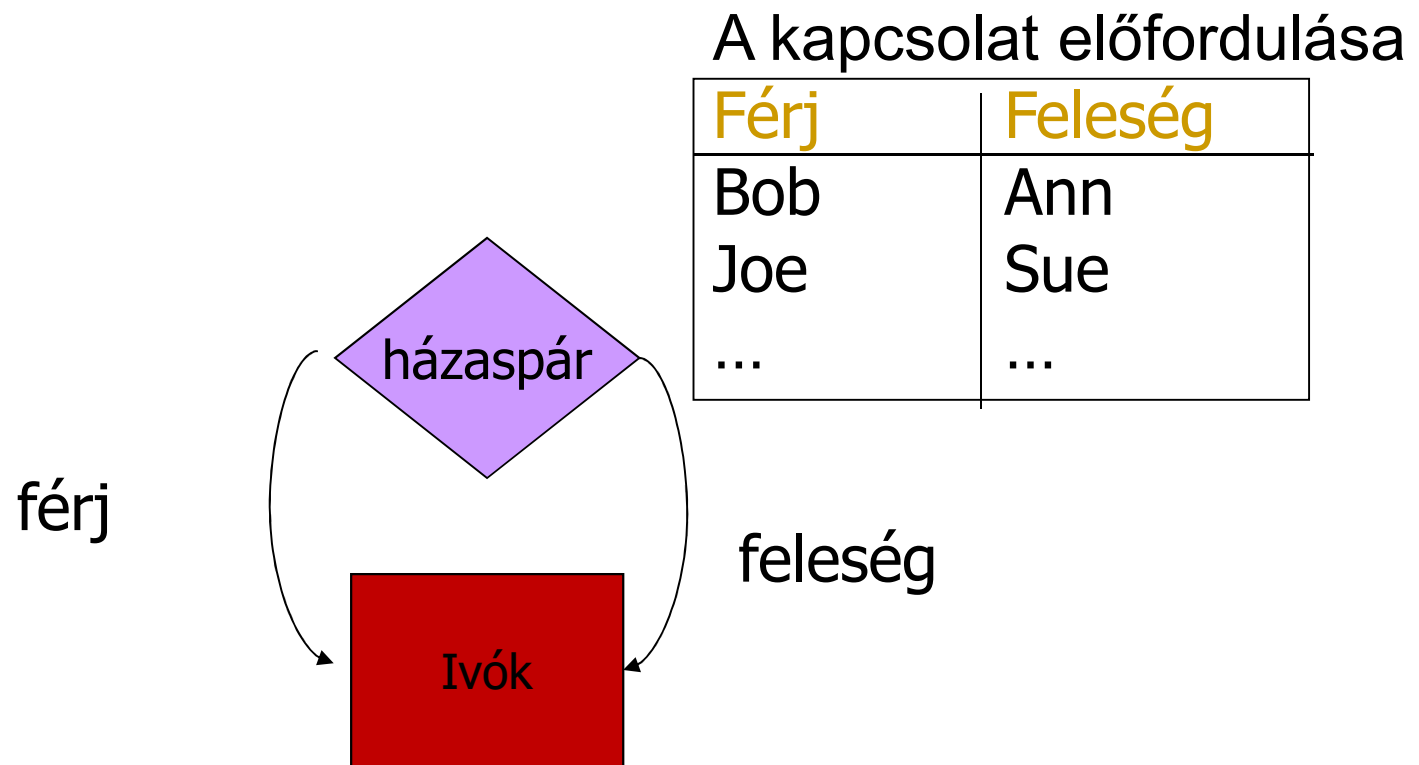 A kapcsolat előfordulása
Férj Feleség
Bob Ann
Joe Sue
... ...
házaspár
férj
feleség
Ivók